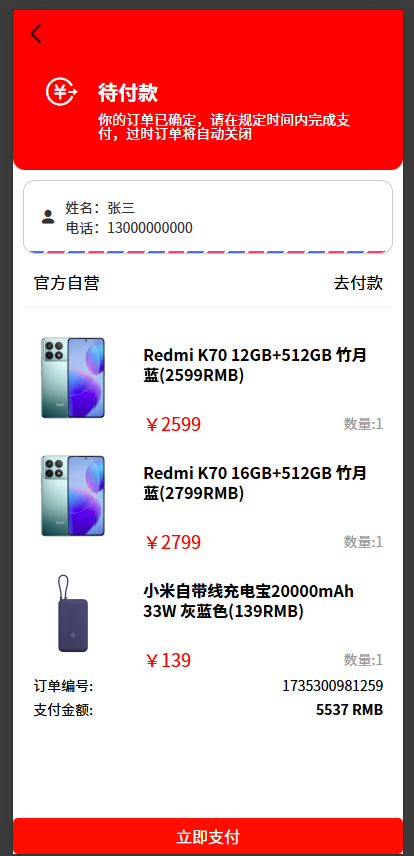 待付款
你的订单已确定，请在规定时间内完成支
付，过时订单将自动关闭
姓名：张三
电话：13000000000
官方自营 去付款
Redmi K70 12GB+512GB 竹月
蓝(2599RMB)
￥2599 数量:1
Redmi K70 16GB+512GB 竹月
蓝(2799RMB)
￥2799 数量:1
小米自带线充电宝20000mAh
33W 灰蓝色(139RMB)
￥139 数量:1
订单编号: 1735300981259
支付金额: 5537 RMB
立即支付